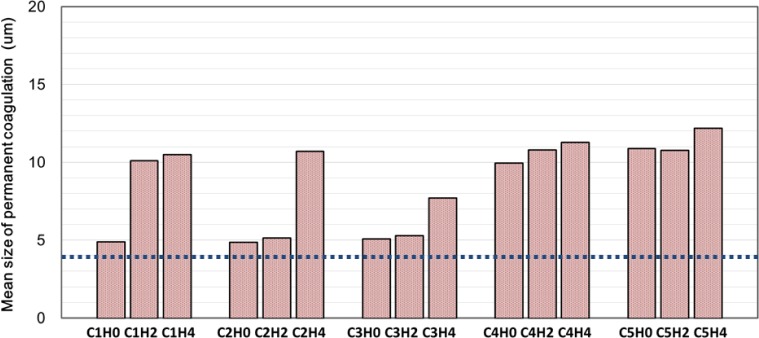 Mean size of permanent coagulation (um)
20
15
10
5
0
C1H0 C1H2 C1H4 C2H0 C2H2 C2H4 C3H0 C3H2 C3H4 C4H0 C4H2 C4H4 C5H0 C5H2 C5H4